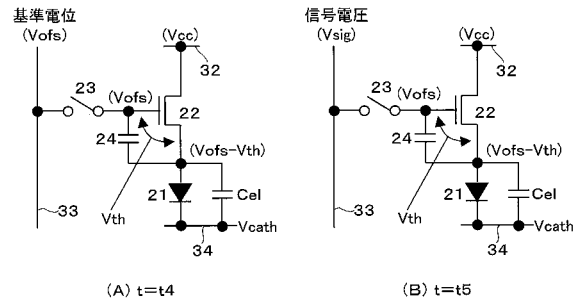 基準電位
(Vofs)
(Vcc)
32
23
(Vofs)
22
24
(Vofs-Vth)
21
Cel
33
Vth
Vcath
34
(A) t=t4
信号電圧
(Vsig)
(Vcc)
32
23
(Vofs)
22
24
(Vofs-Vth)
21
Cel
33
Vth
Vcath
34
(B) t=t5